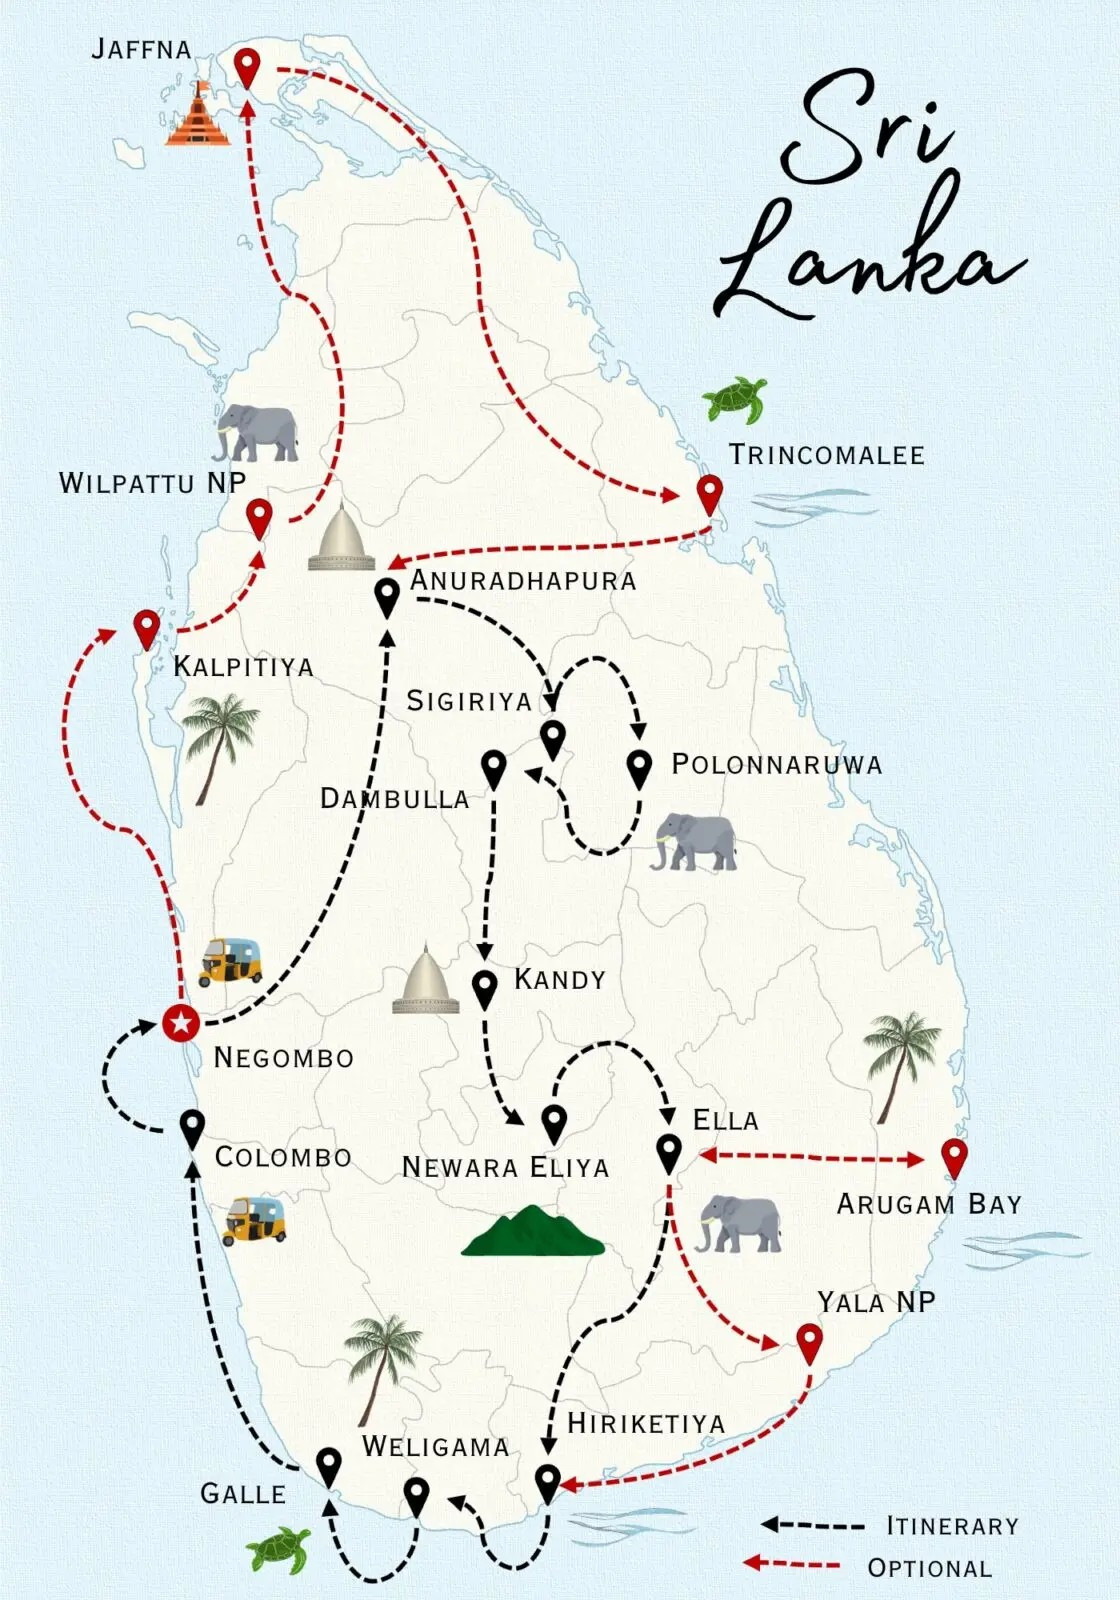 JAFFNA
Sri
Lanka
TRINCOMALEE
WILPATTU NP
ANURADHAPURA
KALPITIYA
SIGIRIYA
POLONNARUWA
DAMBULLA
KANDY
NEGOMBO
ELLA
COLOMBO
NEWARA ELIYA
ARUGAM BAY
YALA NP
HIRIKETIYA
WELIGAMA
GALLE
ITINERARY
OPTIONAL